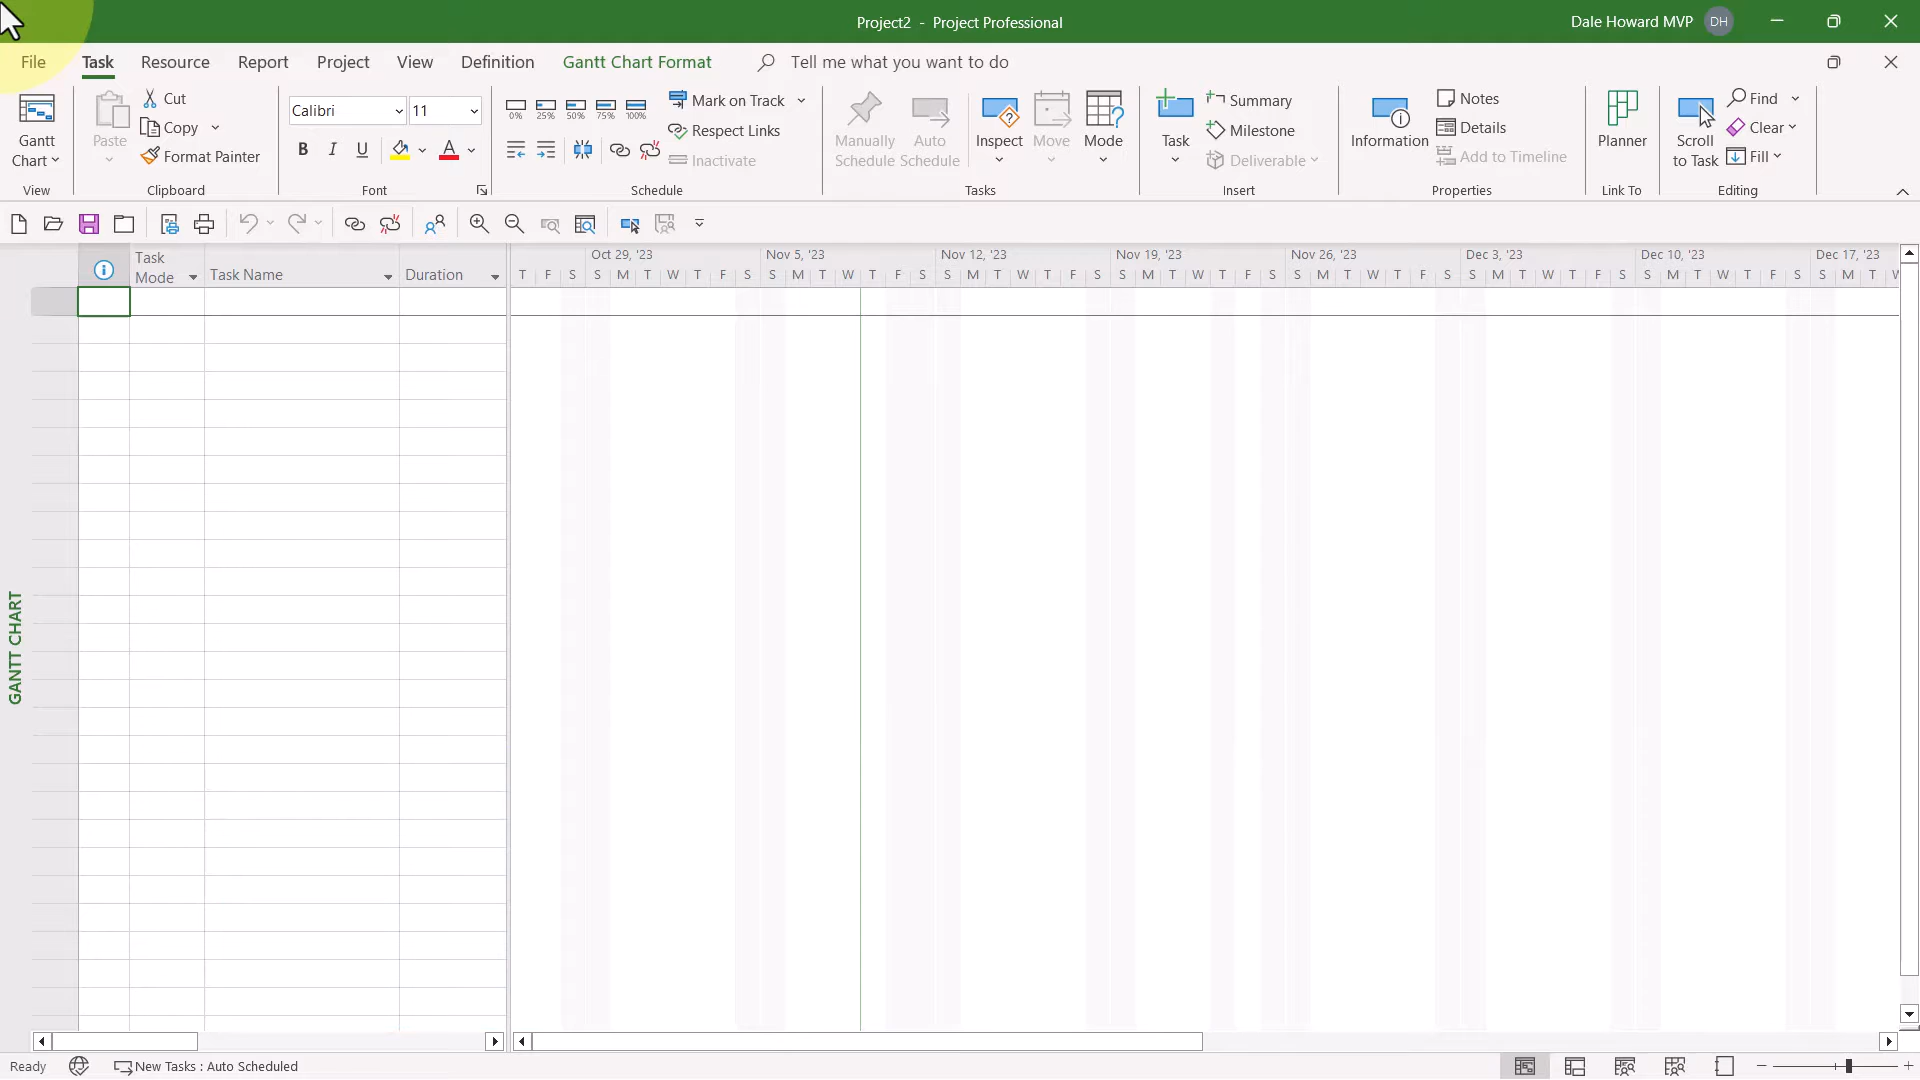 Project2 - Project Professional
Dale Howard MVP DH
File Task Resource Report Project View Definition Gantt Chart Format Tell me what you want to do
Gantt Chart
View
Paste
Cut
Copy
Format Painter
Clipboard
Calibri 11
B I U A
Font
0% 25% 50% 75% 100%
Mark on Track
Respect Links
Inactivate
Schedule
Manually Schedule
Auto Schedule
Inspect
Move
Mode
Tasks
Task
Summary
Milestone
Deliverable
Insert
Information
Notes
Details
Add to Timeline
Properties
Planner
Link To
Scroll to Task
Find
Clear
Fill
Editing
Task Mode
Task Name
Duration
Oct 29, '23 Nov 5, '23 Nov 12, '23 Nov 19, '23 Nov 26, '23 Dec 3, '23 Dec 10, '23 Dec 17, '23
T F S S M T W T F S S M T W T F S S M T W T F S S M T W T F S S M T W T F S S M T W T F S S M T W T F S S M T W
GANTT CHART
Ready New Tasks : Auto Scheduled